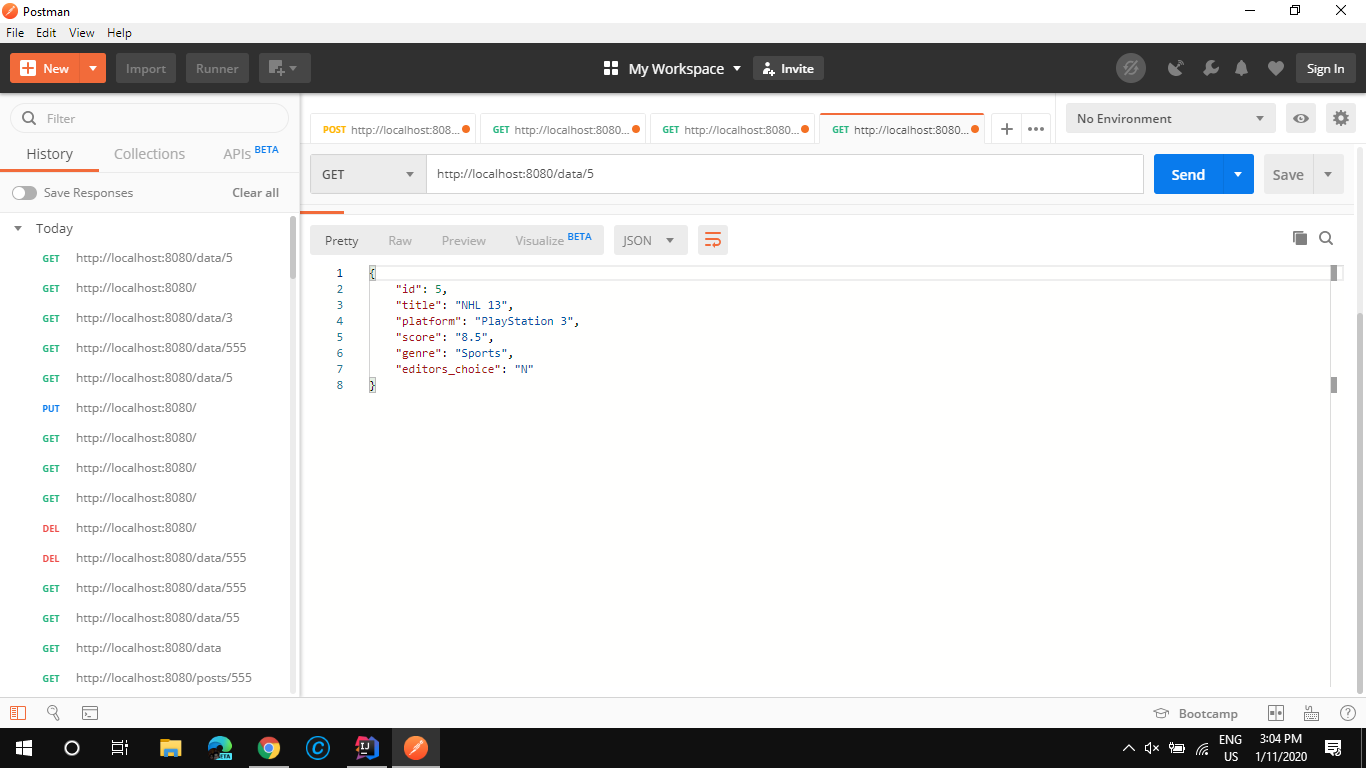 Postman
File Edit View Help
New Import Runner My Workspace Invite Sign In
Filter
History Collections APIs BETA
Save Responses Clear all
Today
GET http://localhost:8080/data/5
GET http://localhost:8080/
GET http://localhost:8080/data/3
GET http://localhost:8080/data/555
GET http://localhost:8080/data/5
PUT http://localhost:8080/
GET http://localhost:8080/
GET http://localhost:8080/
GET http://localhost:8080/
DEL http://localhost:8080/
DEL http://localhost:8080/data/555
GET http://localhost:8080/data/555
GET http://localhost:8080/data/55
GET http://localhost:8080/data
GET http://localhost:8080/posts/555
POST http://localhost:808... GET http://localhost:8080... GET http://localhost:8080... GET http://localhost:8080... No Environment
GET http://localhost:8080/data/5 Send Save
Pretty Raw Preview Visualize BETA JSON
1 {
2 "id": 5,
3 "title": "NHL 13",
4 "platform": "PlayStation 3",
5 "score": "8.5",
6 "genre": "Sports",
7 "editors_choice": "N"
8 }
Bootcamp
ENG
US
3:04 PM
1/11/2020